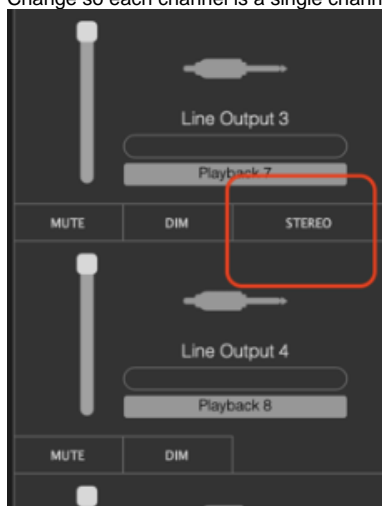 Change so each channel is a single chann
Line Output 3
Playback 7
MUTE DIM STEREO
Line Output 4
Playback 8
MUTE DIM